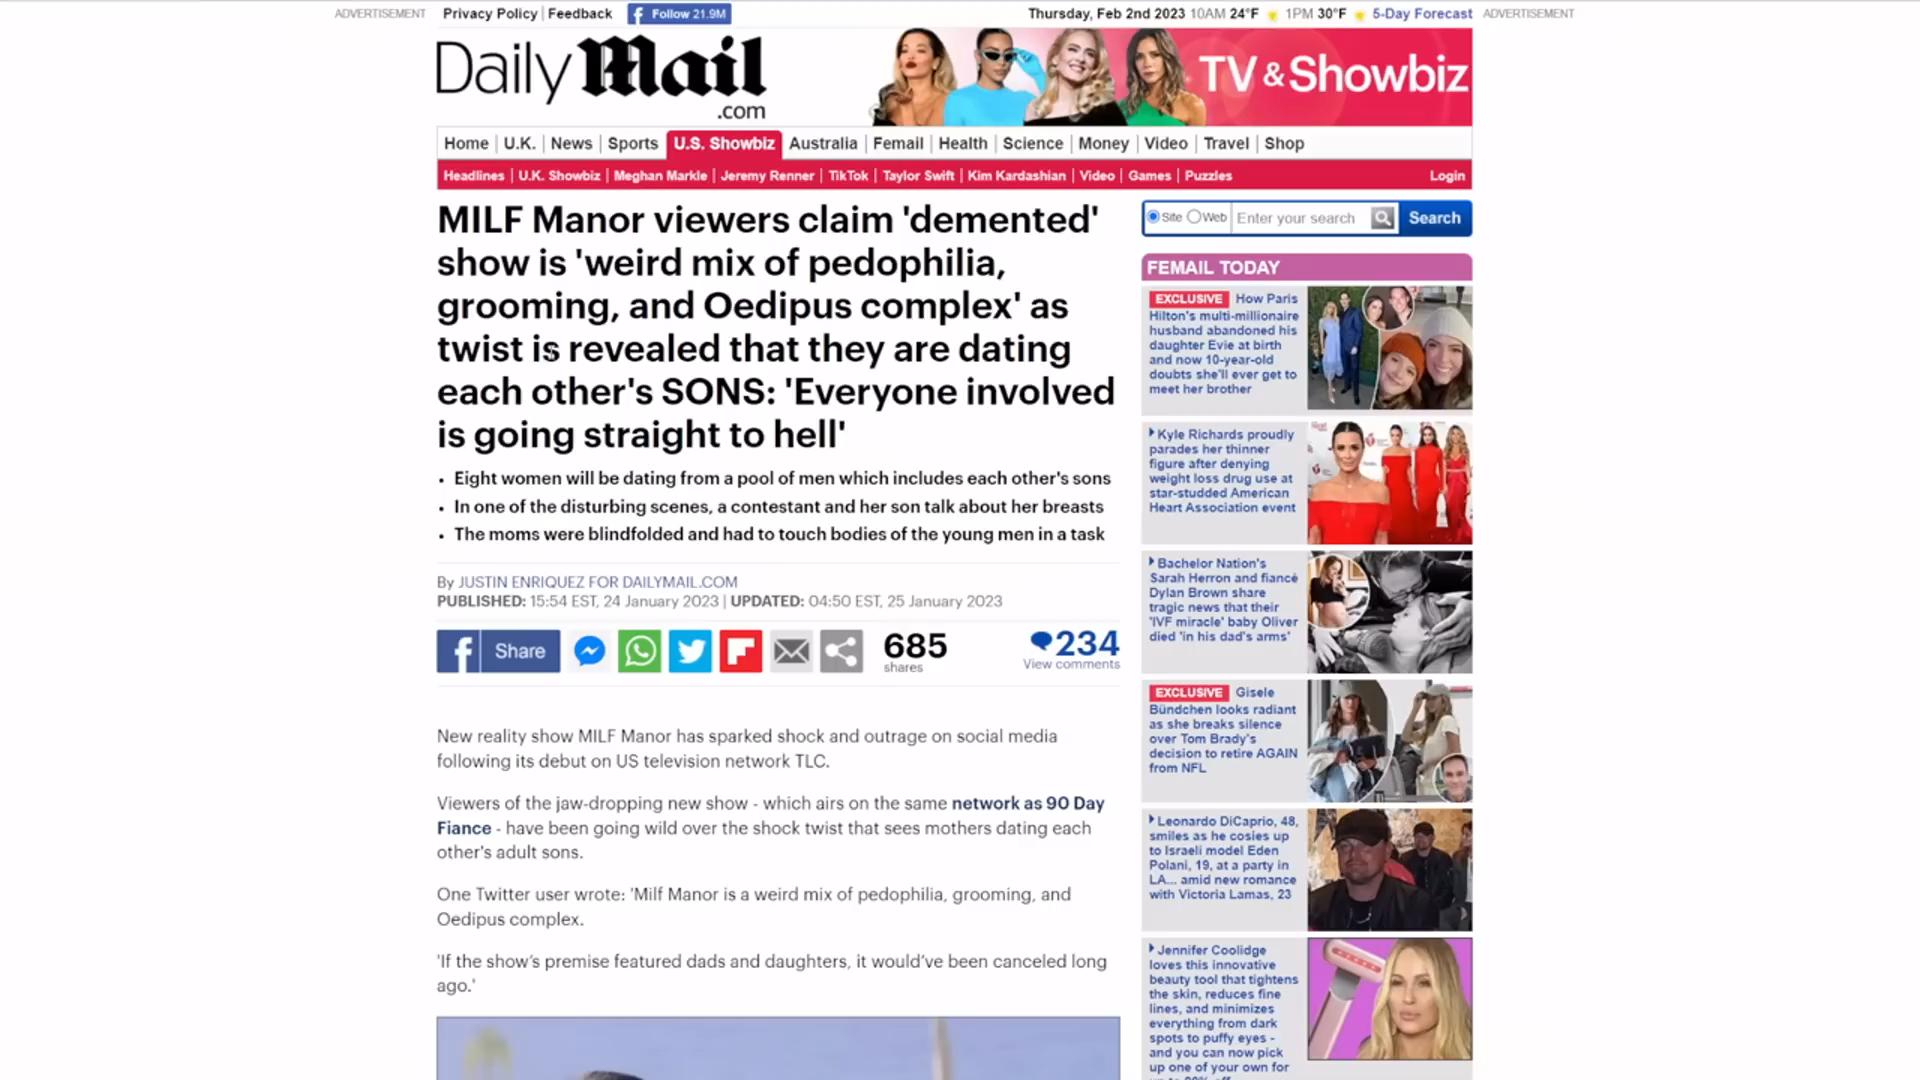 ADVERTISEMENT
Privacy Policy Feedback
Follow 21.9M
Thursday, Feb 2nd 2023 10AM 24°F 1PM 30°F 5-Day Forecast
ADVERTISEMENT
Daily Mail
.com
TV & Showbiz
Home U.K. News Sports U.S. Showbiz Australia Femail Health Science Money Video Travel Shop
Headlines U.K. Showbiz Meghan Markle Jeremy Renner TikTok Taylor Swift Kim Kardashian Video Games Puzzles Login
MILF Manor viewers claim 'demented'
show is 'weird mix of pedophilia,
grooming, and Oedipus complex' as
twist is revealed that they are dating
each other's SONS: 'Everyone involved
is going straight to hell'
• Eight women will be dating from a pool of men which includes each other's sons
• In one of the disturbing scenes, a contestant and her son talk about her breasts
• The moms were blindfolded and had to touch bodies of the young men in a task
By JUSTIN ENRIQUEZ FOR DAILYMAIL.COM
PUBLISHED: 15:54 EST, 24 January 2023 | UPDATED: 04:50 EST, 25 January 2023
Share
685
shares
234
View comments
New reality show MILF Manor has sparked shock and outrage on social media
following its debut on US television network TLC.
Viewers of the jaw-dropping new show - which airs on the same network as 90 Day
Fiance - have been going wild over the shock twist that sees mothers dating each
other's adult sons.
One Twitter user wrote: 'Milf Manor is a weird mix of pedophilia, grooming, and
Oedipus complex.
'If the show's premise featured dads and daughters, it would've been canceled long
ago.'
Site Web Enter your search Search
FEMAIL TODAY
EXCLUSIVE How Paris
Hilton's multi-millionaire
husband abandoned his
daughter Evie at birth
and now 10-year-old
doubts she'll ever get to
meet her brother
Kyle Richards proudly
parades her thinner
figure after denying
weight loss drug use at
star-studded American
Heart Association event
Bachelor Nation's
Sarah Herron and fiancé
Dylan Brown share
tragic news that their
'IVF miracle' baby Oliver
died 'in his dad's arms'
EXCLUSIVE Gisele
Bündchen looks radiant
as she breaks silence
over Tom Brady's
decision to retire AGAIN
from NFL
Leonardo DiCaprio, 48,
smiles as he cosies up
to Israeli model Eden
Polani, 19, at a party in
LA... amid new romance
with Victoria Lamas, 23
Jennifer Coolidge
loves this innovative
beauty tool that tightens
the skin, reduces fine
lines, and minimizes
everything from dark
spots to puffy eyes -
and you can now pick
up one of your own for